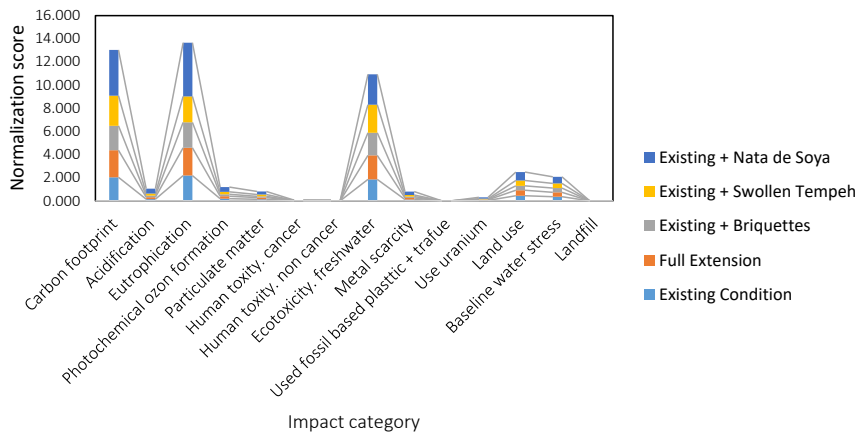 16.000
14.000
12.000
10.000
8.000
6.000
4.000
2.000
0.000
Normalization score
Carbon footprint
Acidification
Eutrophication
Photochemical ozon formation
Particulate matter
Human toxity. cancer
Human toxity. non cancer
Ecotoxicity. freshwater
Metal scarcity
Used fossil based plasttic + trafue
Use uranium
Land use
Baseline water stress
Landfill
Impact category
Existing + Nata de Soya
Existing + Swollen Tempeh
Existing + Briquettes
Full Extension
Existing Condition